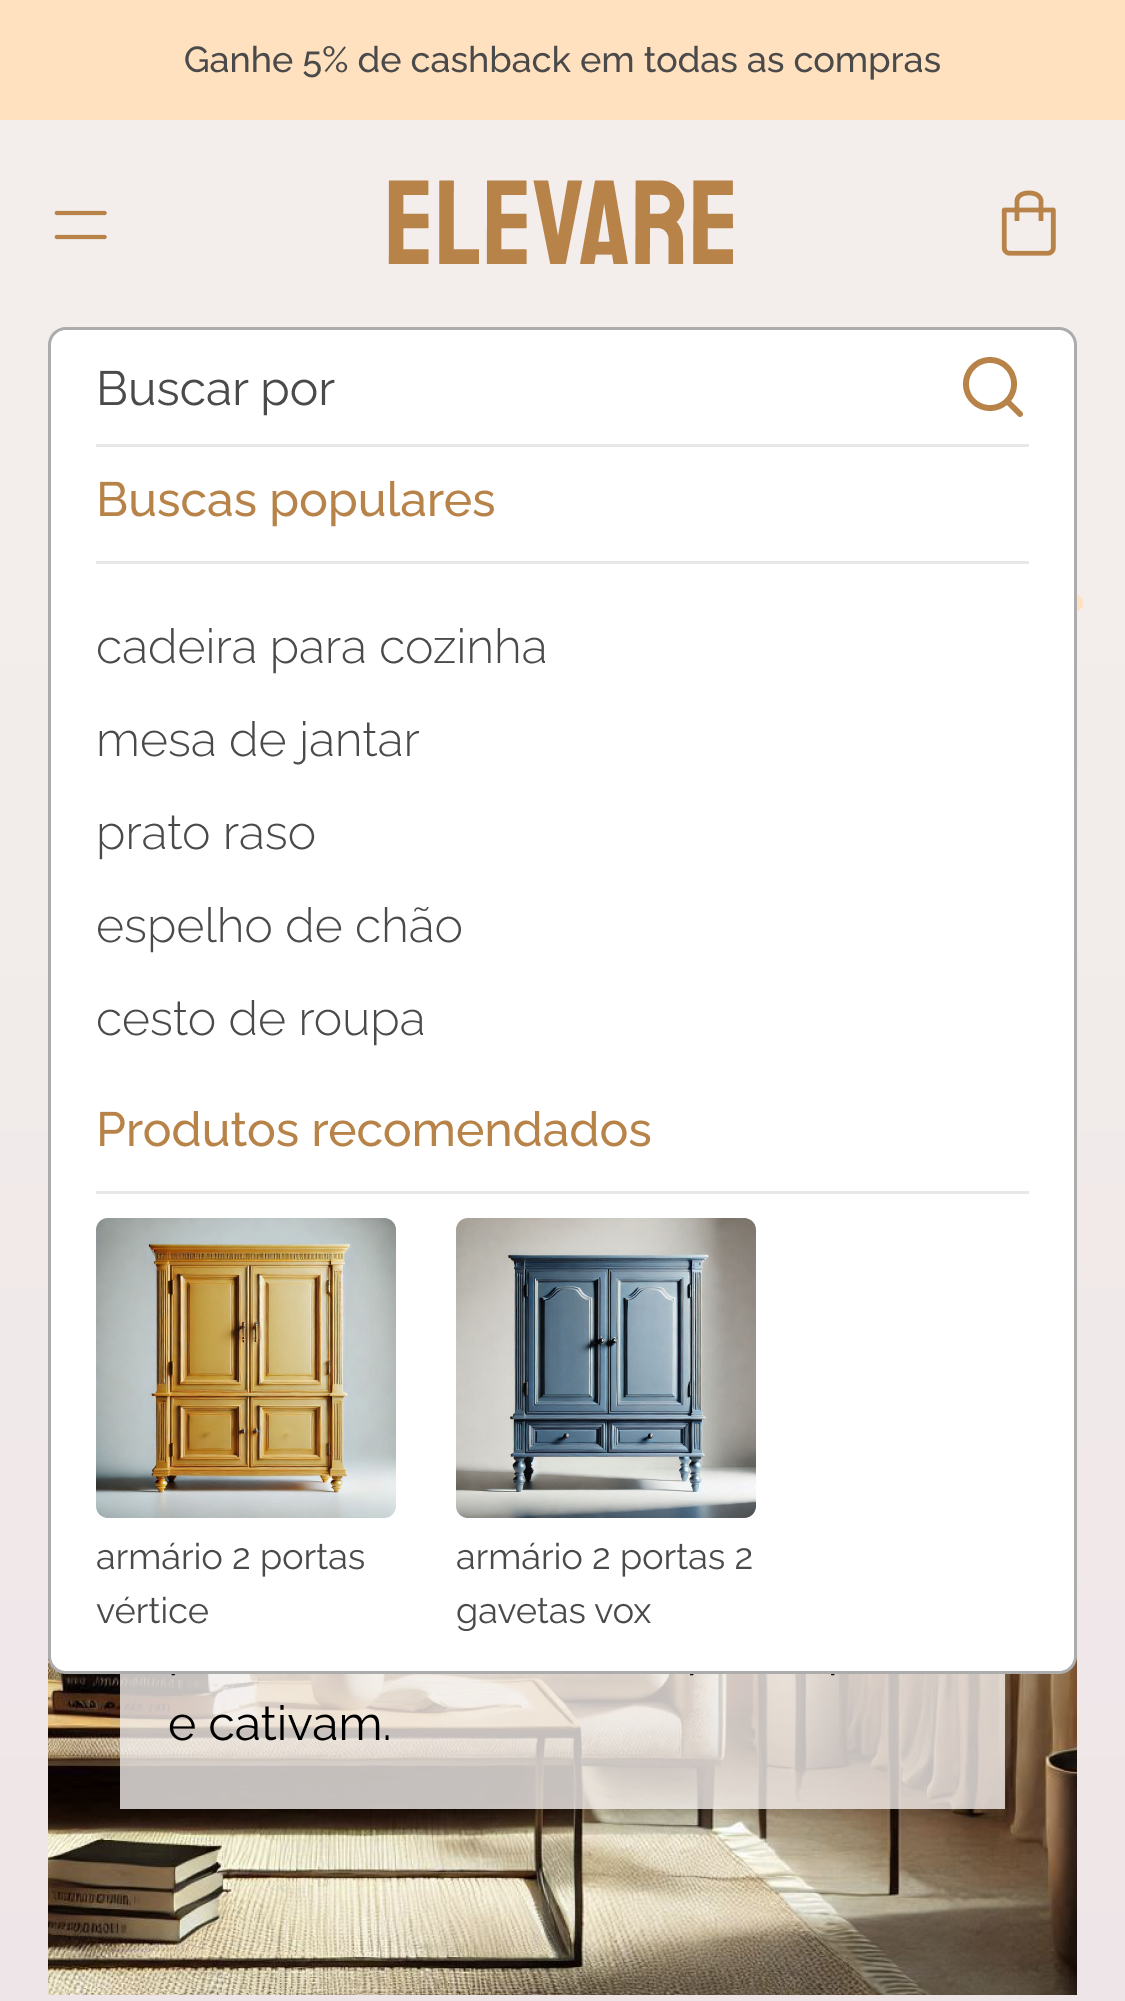 Ganhe 5% de cashback em todas as compras
ELEVARE
Buscar por
Buscas populares
cadeira para cozinha
mesa de jantar
prato raso
espelho de chão
cesto de roupa
Produtos recomendados
armário 2 portas
vértice
armário 2 portas 2
gavetas vox
e cativam.